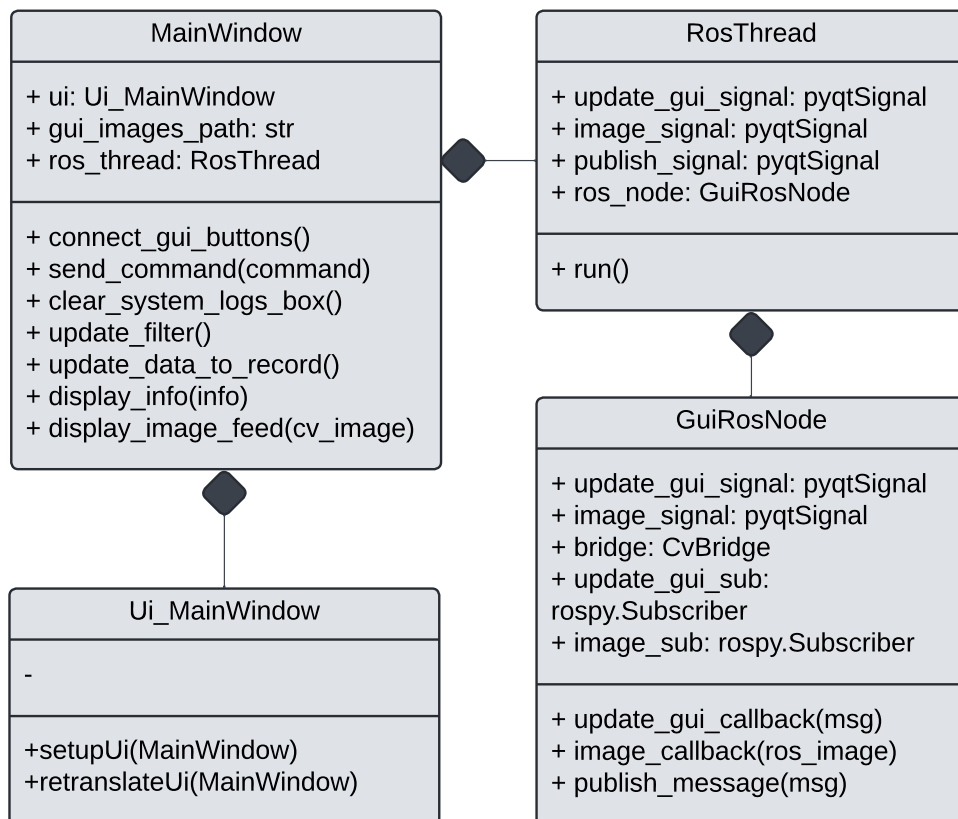 MainWindow
+ ui: Ui_MainWindow
+ gui_images_path: str
+ ros_thread: RosThread
+ connect_gui_buttons()
+ send_command(command)
+ clear_system_logs_box()
+ update_filter()
+ update_data_to_record()
+ display_info(info)
+ display_image_feed(cv_image)
RosThread
+ update_gui_signal: pyqtSignal
+ image_signal: pyqtSignal
+ publish_signal: pyqtSignal
+ ros_node: GuiRosNode
+ run()
Ui_MainWindow
-
+setupUi(MainWindow)
+retranslateUi(MainWindow)
GuiRosNode
+ update_gui_signal: pyqtSignal
+ image_signal: pyqtSignal
+ bridge: CvBridge
+ update_gui_sub:
rospy.Subscriber
+ image_sub: rospy.Subscriber
+ update_gui_callback(msg)
+ image_callback(ros_image)
+ publish_message(msg)